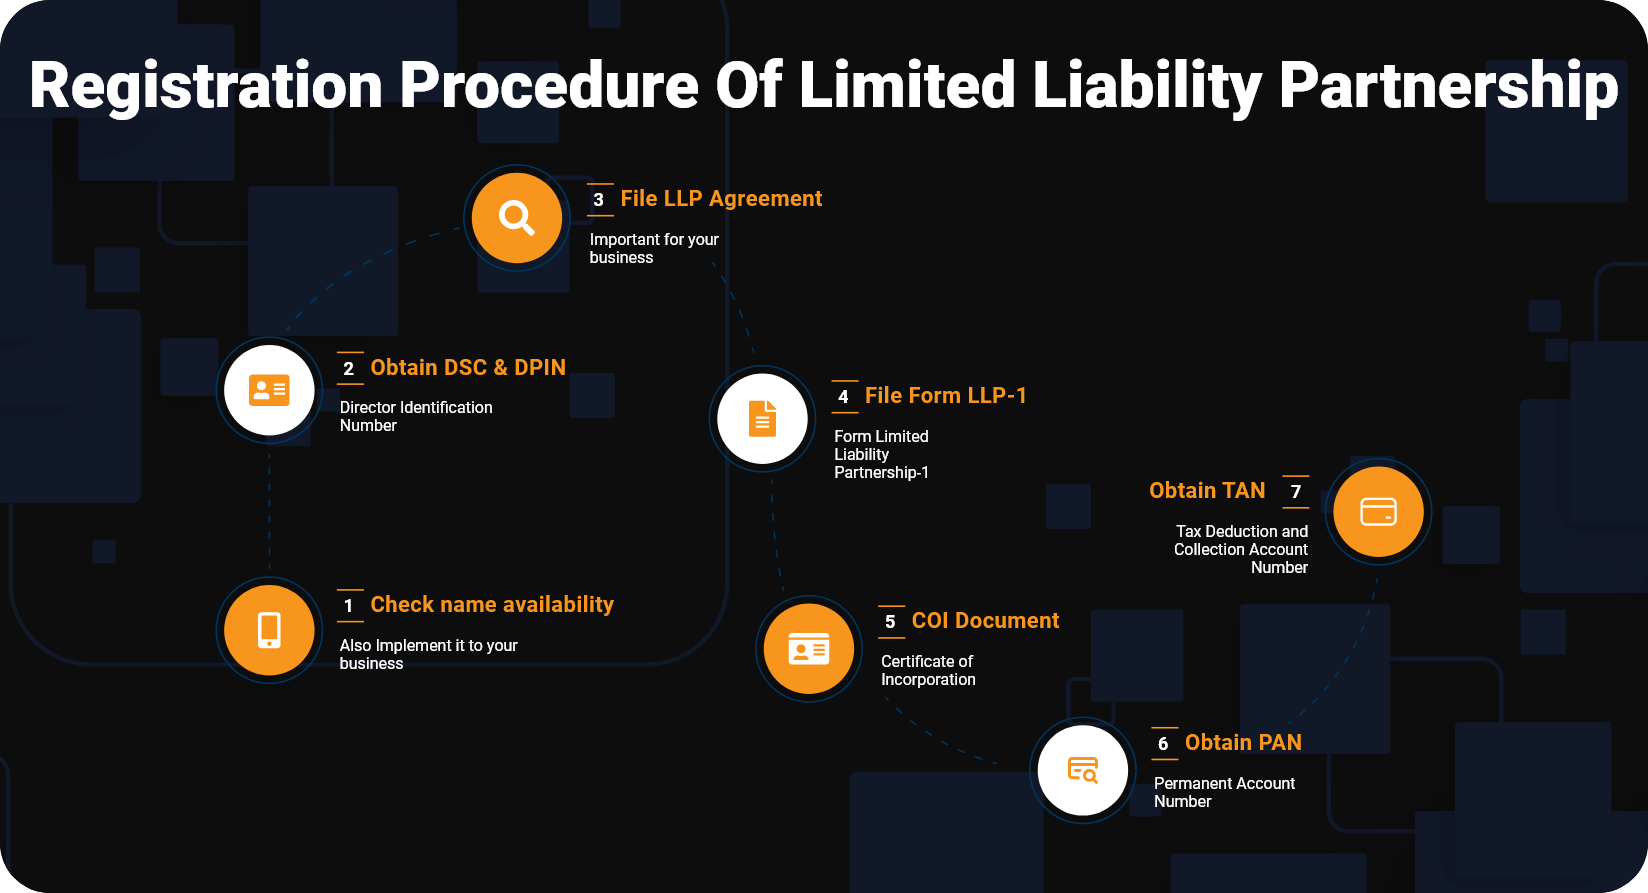 Registration Procedure Of Limited Liability Partnership
3 File LLP Agreement
Important for your
business
2 Obtain DSC & DPIN
Director Identification
Number
4 File Form LLP-1
Form Limited
Liability
Partnership-1
Obtain TAN 7
Tax Deduction and
Collection Account
Number
1 Check name availability
Also Implement it to your
business
5 COI Document
Certificate of
Incorporation
6 Obtain PAN
Permanent Account
Number